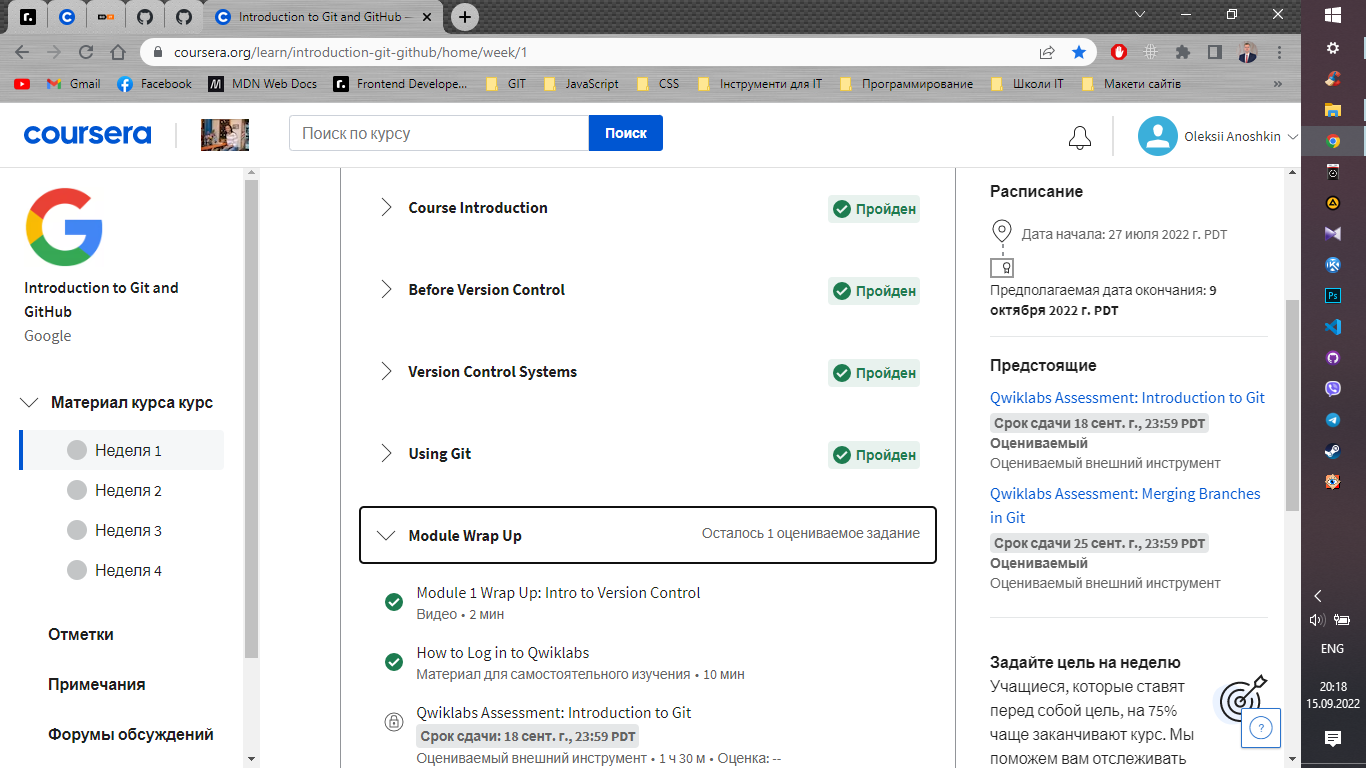 Introduction to Git and GitHub –
coursera.org/learn/introduction-git-github/home/week/1
Gmail
Facebook
MDN Web Docs
Frontend Develope...
GIT
JavaScript
CSS
Інструменти для ІТ
Программирование
Школи ІТ
Макети сайтів
»
coursera
Поиск по курсу
Поиск
Oleksii Anoshkin
Introduction to Git and
GitHub
Google
Материал курса курс
Неделя 1
Неделя 2
Неделя 3
Неделя 4
Отметки
Примечания
Форумы обсуждений
Course Introduction
Пройден
Before Version Control
Пройден
Version Control Systems
Пройден
Using Git
Пройден
Module Wrap Up
Осталось 1 оцениваемое задание
Module 1 Wrap Up: Intro to Version Control
Видео • 2 мин
How to Log in to Qwiklabs
Материал для самостоятельного изучения • 10 мин
Qwiklabs Assessment: Introduction to Git
Срок сдачи: 18 сент. г., 23:59 PDT
Оцениваемый внешний инструмент • 1 ч 30 м • Оценка: --
Расписание
Дата начала: 27 июля 2022 г. PDT
Предполагаемая дата окончания: 9
октября 2022 г. PDT
Предстоящие
Qwiklabs Assessment: Introduction to Git
Срок сдачи 18 сент. г., 23:59 PDT
Оцениваемый
Оцениваемый внешний инструмент
Qwiklabs Assessment: Merging Branches
in Git
Срок сдачи 25 сент. г., 23:59 PDT
Оцениваемый
Оцениваемый внешний инструмент
Задайте цель на неделю
Учащиеся, которые ставят
перед собой цель, на 75%
чаще заканчивают курс. Мы
поможем вам отслеживать
?
Ps
ENG
20:18
15.09.2022